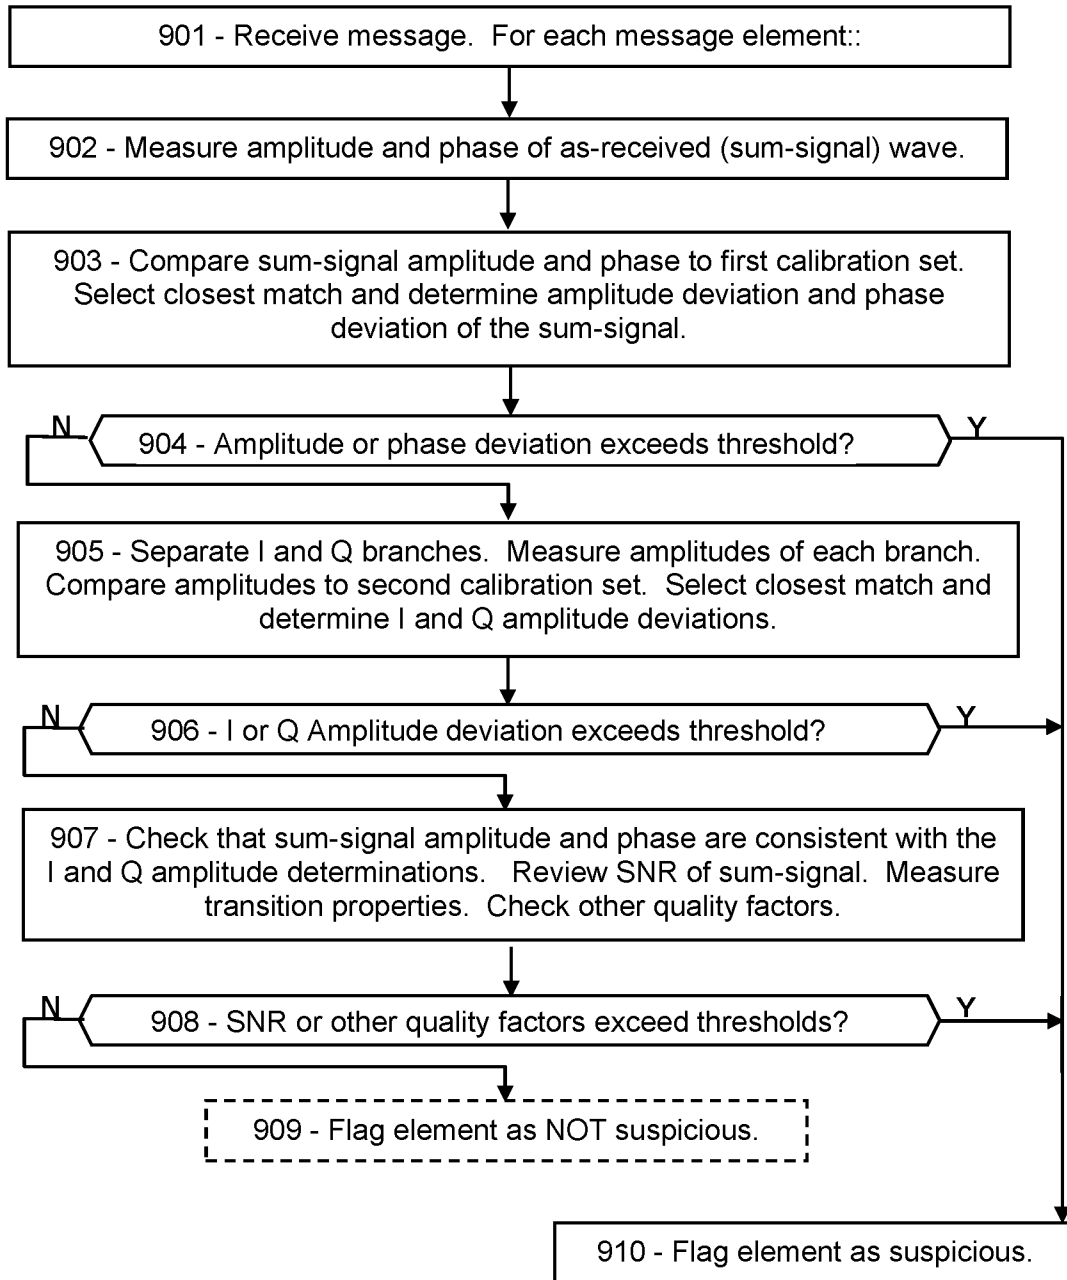 901 - Receive message.  For each message element::
902 - Measure amplitude and phase of as-received (sum-signal) wave.
903 - Compare sum-signal amplitude and phase to first calibration set.
Select closest match and determine amplitude deviation and phase
deviation of the sum-signal.
N
904 - Amplitude or phase deviation exceeds threshold?
Y
905 - Separate I and Q branches.  Measure amplitudes of each branch.
Compare amplitudes to second calibration set.  Select closest match and
determine I and Q amplitude deviations.
N
906 - I or Q Amplitude deviation exceeds threshold?
Y
907 - Check that sum-signal amplitude and phase are consistent with the
I and Q amplitude determinations.   Review SNR of sum-signal.  Measure
transition properties.  Check other quality factors.
N
908 - SNR or other quality factors exceed thresholds?
Y
909 - Flag element as NOT suspicious.
910 - Flag element as suspicious.